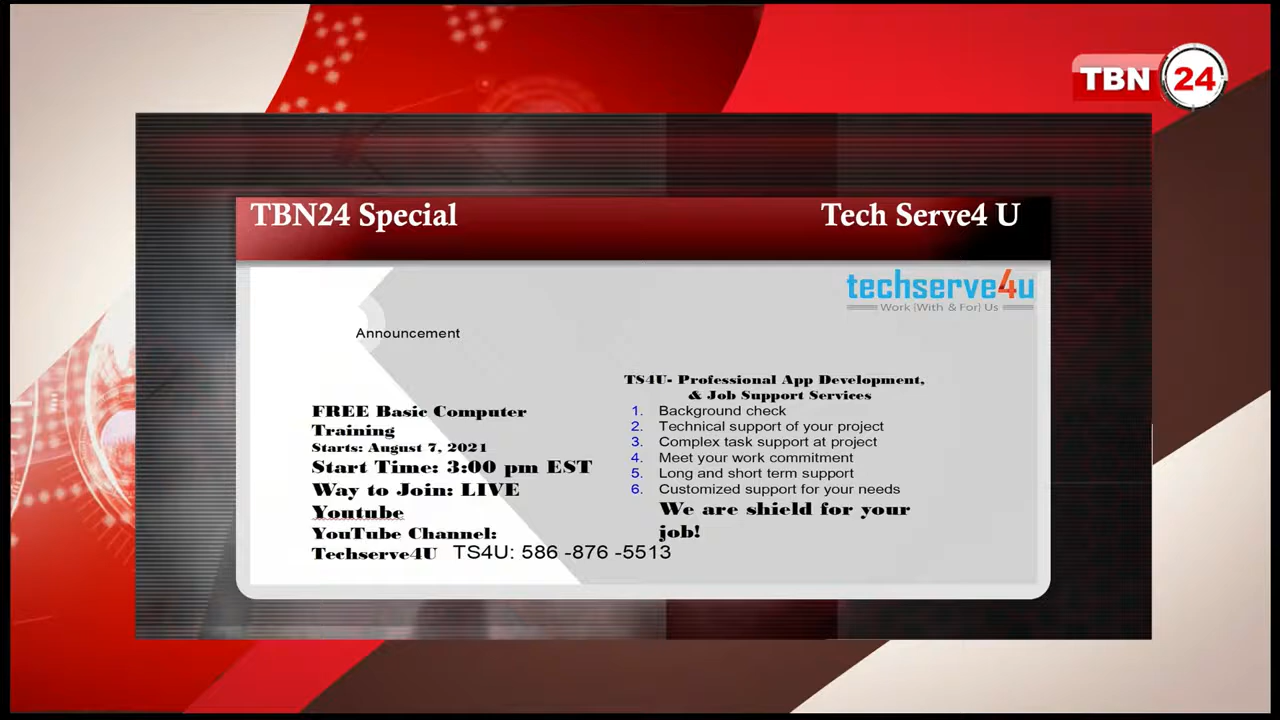 TBN 24
TBN24 Special
Tech Serve4 U
techserve4u
Work (With & For) Us
Announcement
FREE Basic Computer
Training
Starts: August 7, 2021
Start Time: 3:00 pm EST
Way to Join: LIVE
Youtube
YouTube Channel:
Techserve4U TS4U: 586 -876 -5513
TS4U- Professional App Development,
& Job Support Services
1. Background check
2. Technical support of your project
3. Complex task support at project
4. Meet your work commitment
5. Long and short term support
6. Customized support for your needs
We are shield for your
job!